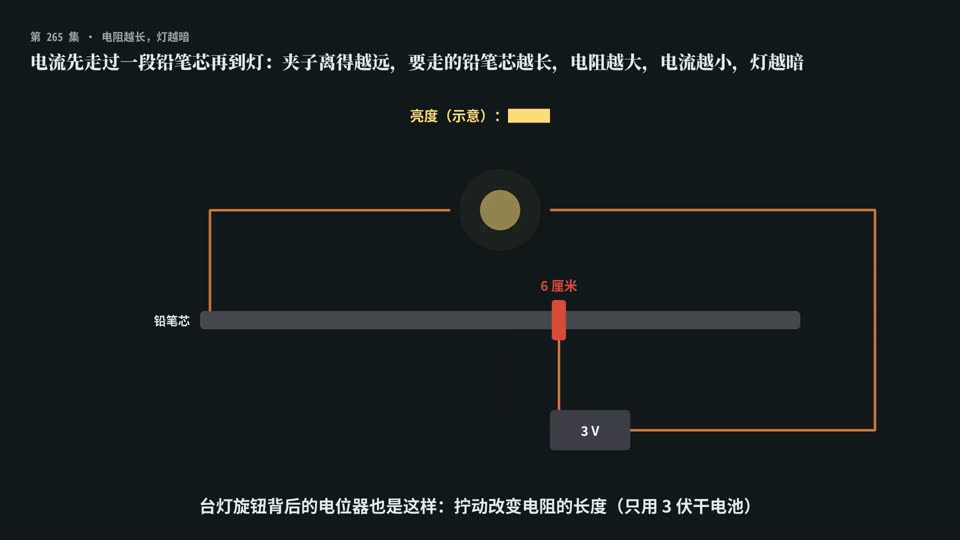 第 265 集 · 电阻越长，灯越暗
电流先走过一段铅笔芯再到灯：夹子离得越远，要走的铅笔芯越长，电阻越大，电流越小，灯越暗
亮度（示意）：
6 厘米
铅笔芯
3 V
台灯旋钮背后的电位器也是这样：拧动改变电阻的长度（只用 3 伏干电池）